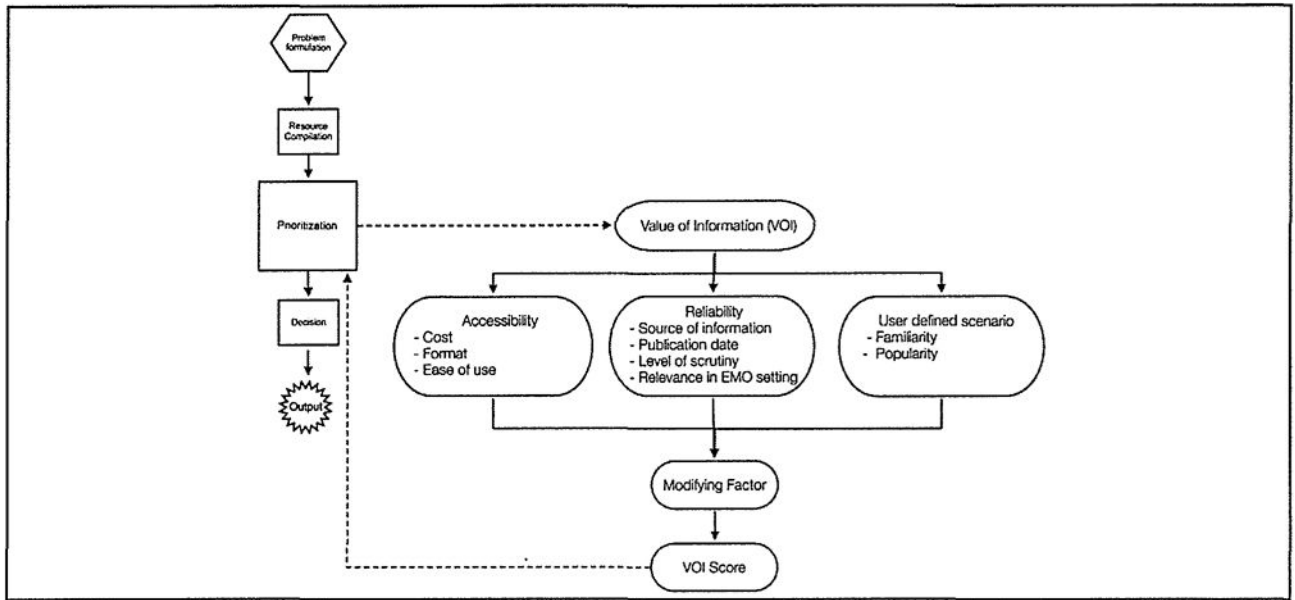 Problem
formulation
Resource
Compilation
Prioritization
Decision
Output
Value of Information (VOI)
Accessibility
- Cost
- Format
- Ease of use
Reliability
- Source of information
- Publication date
- Level of scrutiny
- Relevance in EMO setting
User defined scenario
- Familiarity
- Popularity
Modifying Factor
VOI Score